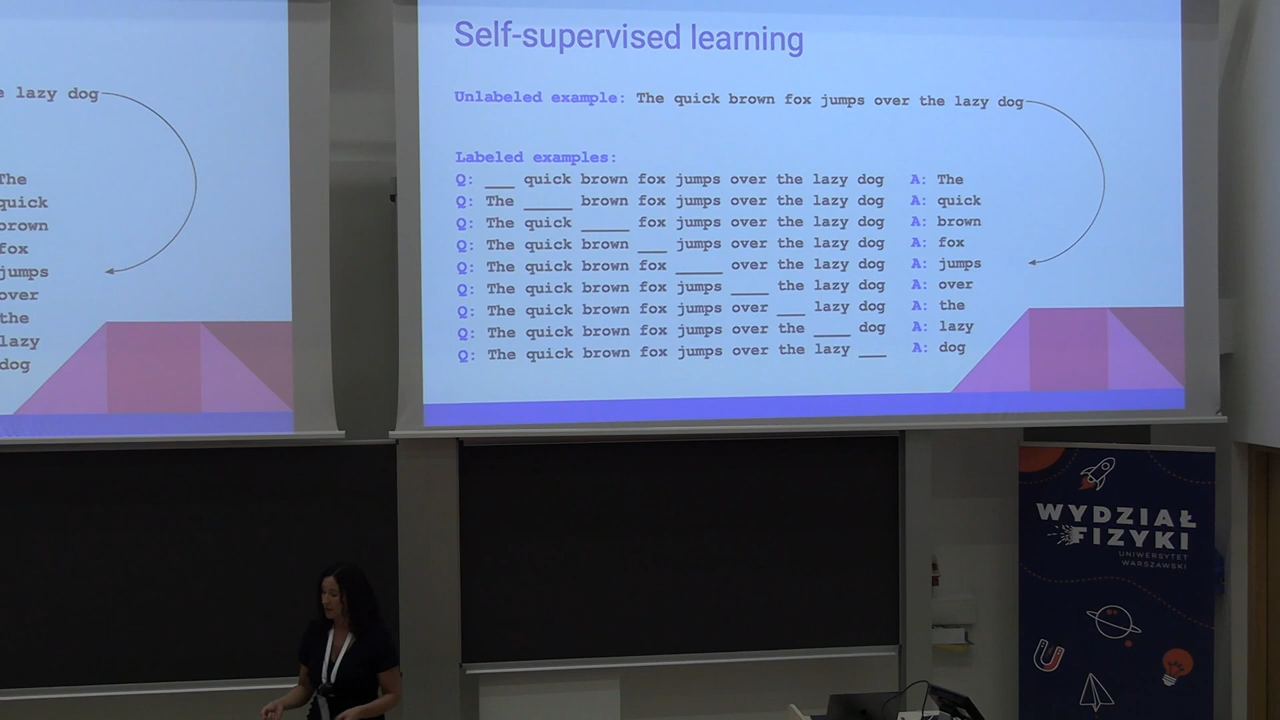 e lazy dog
The
quick
brown
fox
jumps
over
the
lazy
dog
Self-supervised learning
Unlabeled example: The quick brown fox jumps over the lazy dog
Labeled examples:
Q: ___ quick brown fox jumps over the lazy dog A: The
Q: The _____ brown fox jumps over the lazy dog A: quick
Q: The quick _____ fox jumps over the lazy dog A: brown
Q: The quick brown ___ jumps over the lazy dog A: fox
Q: The quick brown fox _____ over the lazy dog A: jumps
Q: The quick brown fox jumps ____ the lazy dog A: over
Q: The quick brown fox jumps over ___ lazy dog A: the
Q: The quick brown fox jumps over the ____ dog A: lazy
Q: The quick brown fox jumps over the lazy ___ A: dog
WYDZIAŁ
FIZYKI
UNIWERSYTET
WARSZAWSKI